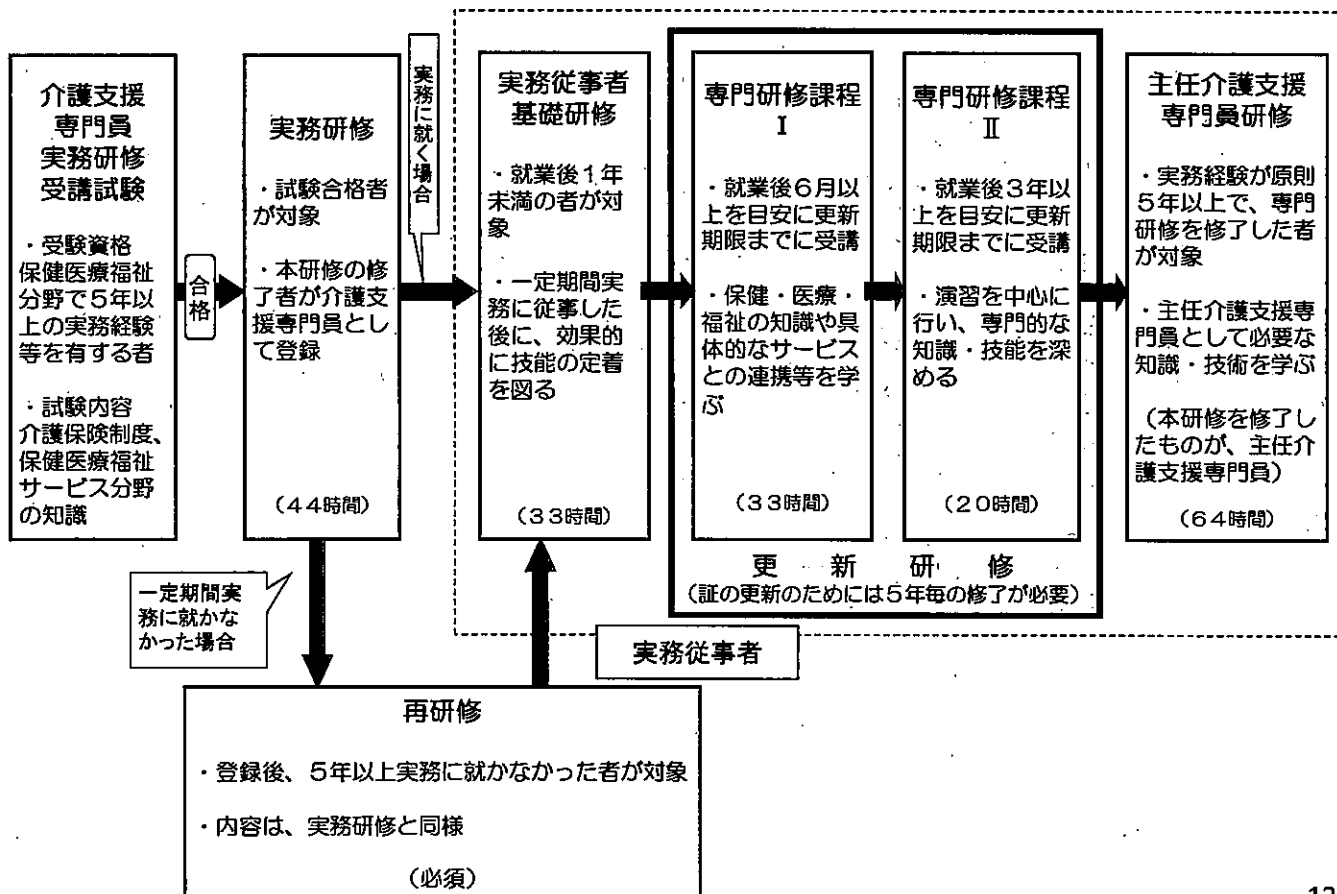 介護支援
専門員
実務研修
受講試験
・受験資格
保健医療福祉
分野で5年以
上の実務経験
等を有する者
・試験内容
介護保険制度、
保健医療福祉
サービス分野
の知識
合格
実務研修
・試験合格者
が対象
・本研修の修
了者が介護支
援専門員とし
て登録
(44時間)
実務に就く場合
実務従事者
基礎研修
・就業後1年
未満の者が対
象
・一定期間実
務に従事した
後に、効果的
に技能の定着
を図る
(33時間)
専門研修課程
Ⅰ
・就業後6月以
上を目安に更新
期限までに受講
・保健・医療・
福祉の知識や具
体的なサービス
との連携等を学
ぶ
(33時間)
専門研修課程
Ⅱ
・就業後3年以
上を目安に更新
期限までに受講
・演習を中心に
行い、専門的な
知識・技能を深
める
(20時間)
更新研修
(証の更新のためには5年毎の修了が必要)
主任介護支援
専門員研修
・実務経験が原則
5年以上で、専門
研修を修了した者
が対象
・主任介護支援専
門員として必要な
知識・技術を学ぶ
(本研修を修了し
たものが、主任介
護支援専門員)
(64時間)
一定期間実
務に就かな
かった場合
実務従事者
再研修
・登録後、5年以上実務に就かなかった者が対象
・内容は、実務研修と同様
(必須)
12